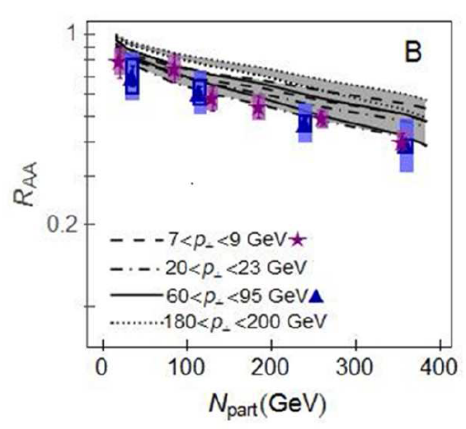 1
B
R_AA
0.2
7<p⊥<9 GeV★
20<p⊥<23 GeV
60<p⊥<95 GeV▲
180<p⊥<200 GeV
0 100 200 300 400
N_part(GeV)